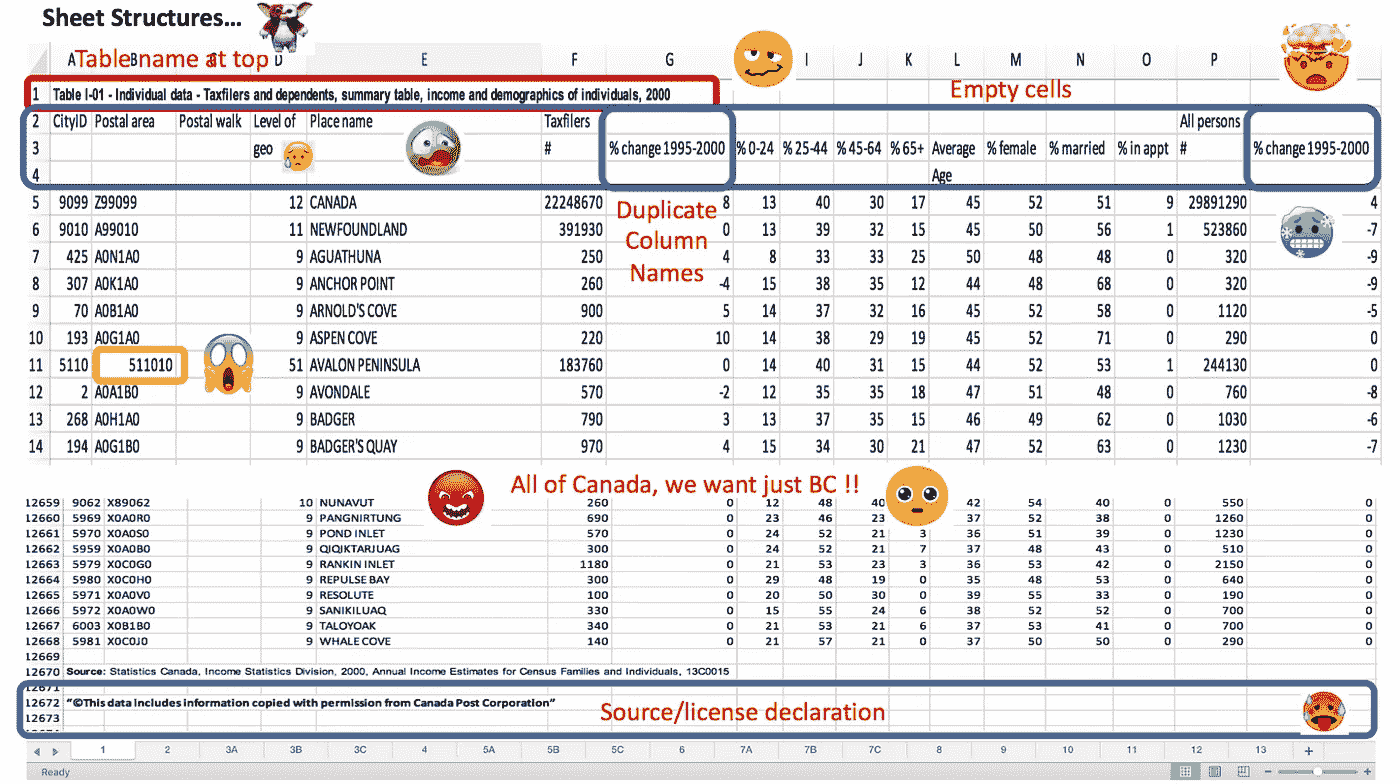 Sheet Structures...
Table name at top
A B C D E F G I J K L M N O P
Empty cells
1 Table I-01 - Individual data - Taxfilers and dependents, summary table, income and demographics of individuals, 2000
2 CityID Postal area Postal walk Level of Place name Taxfilers All persons
3 geo # % change 1995-2000 % 0-24 % 25-44 % 45-64 % 65+ Average % female % married % in appt # % change 1995-2000
4 Age
5 9099 Z99099 12 CANADA 22248670 8 13 40 30 17 45 52 51 9 29891290 4
6 9010 A99010 11 NEWFOUNDLAND 391930 0 13 39 32 15 45 50 56 1 523860 -7
7 425 A0N1A0 9 AGUATHUNA 250 4 8 33 33 25 50 48 48 0 320 -9
8 307 A0K1A0 9 ANCHOR POINT 260 -4 15 38 35 12 44 48 68 0 320 -9
9 70 A0B1A0 9 ARNOLD'S COVE 900 5 14 37 32 16 45 52 58 0 1120 -5
10 193 A0G1A0 9 ASPEN COVE 220 10 14 38 29 19 45 52 71 0 290 0
11 5110 511010 51 AVALON PENINSULA 183760 0 14 40 31 15 44 52 53 1 244130 0
12 2 A0A1B0 9 AVONDALE 570 -2 12 35 35 18 47 51 48 0 760 -8
13 268 A0H1A0 9 BADGER 790 3 13 37 35 15 46 49 62 0 1030 -6
14 194 A0G1B0 9 BADGER'S QUAY 970 4 15 34 30 21 47 52 63 0 1230 -7
Duplicate
Column
Names
All of Canada, we want just BC !!
12659 9062 X89062 10 NUNAVUT 260 0 12 48 40 42 54 40 0 550 0
12660 5969 X0A0R0 9 PANGNIRTUNG 690 0 23 46 23 37 52 38 0 1260 0
12661 5970 X0A0S0 9 POND INLET 570 0 24 52 21 3 36 51 39 0 1230 0
12662 5959 X0A0B0 9 QIQIKTARJUAG 300 0 24 52 21 7 37 48 43 0 510 0
12663 5979 X0C0G0 9 RANKIN INLET 1180 0 21 53 23 3 36 53 42 0 2150 0
12664 5980 X0C0H0 9 REPULSE BAY 300 0 29 48 19 0 35 48 53 0 640 0
12665 5971 X0A0V0 9 RESOLUTE 100 0 20 50 30 0 39 55 33 0 190 0
12666 5972 X0A0W0 9 SANIKILUAQ 330 0 15 55 24 6 38 52 52 0 700 0
12667 6003 X0B1B0 9 TALOYOAK 340 0 21 53 21 6 37 53 41 0 700 0
12668 5981 X0C0J0 9 WHALE COVE 140 0 21 57 21 0 37 50 50 0 290 0
12669
12670 Source: Statistics Canada, Income Statistics Division, 2000, Annual Income Estimates for Census Families and Individuals, 13C0015
12671
12672 "©This data includes information copied with permission from Canada Post Corporation"
12673
Source/license declaration
1 2 3A 3B 3C 4 5A 5B 5C 6 7A 7B 7C 8 9 10 11 12 13 +
Ready